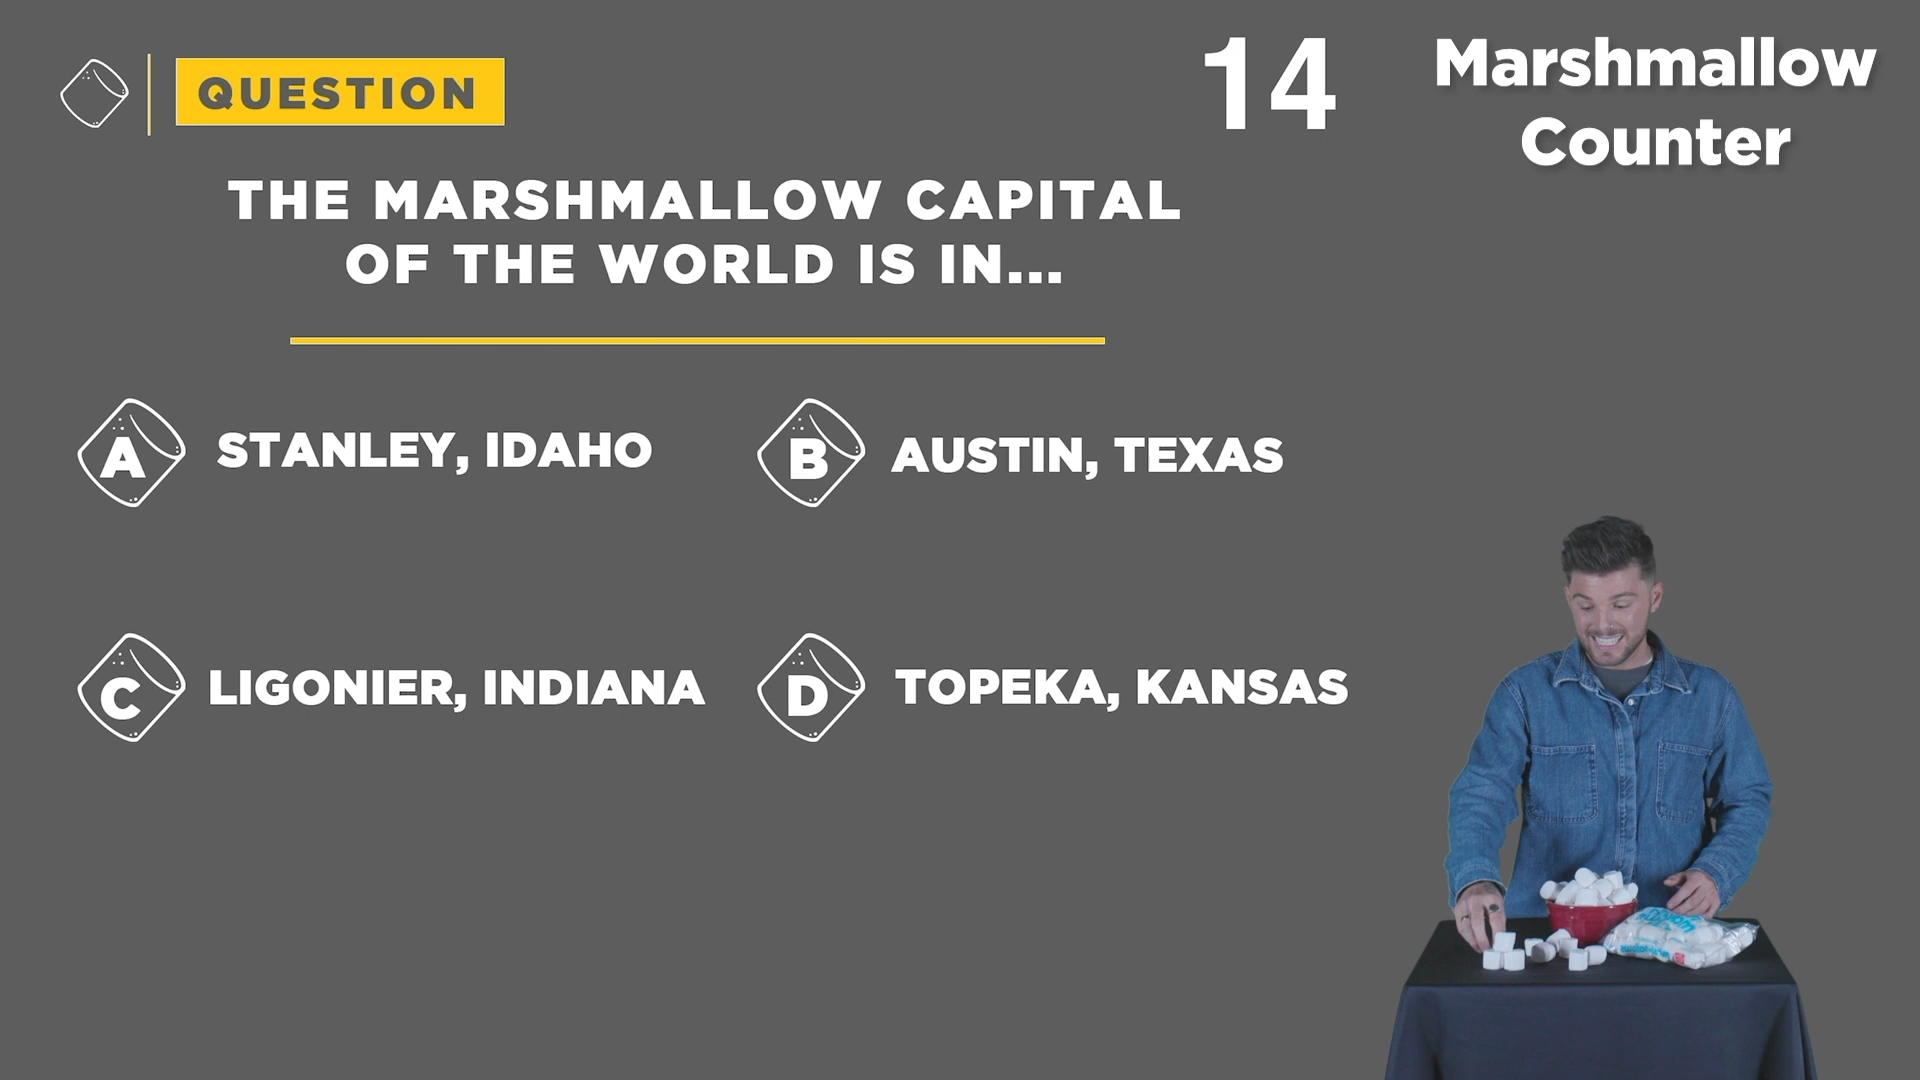 QUESTION
14
Marshmallow
Counter
THE MARSHMALLOW CAPITAL
OF THE WORLD IS IN...
A STANLEY, IDAHO
B AUSTIN, TEXAS
C LIGONIER, INDIANA
D TOPEKA, KANSAS